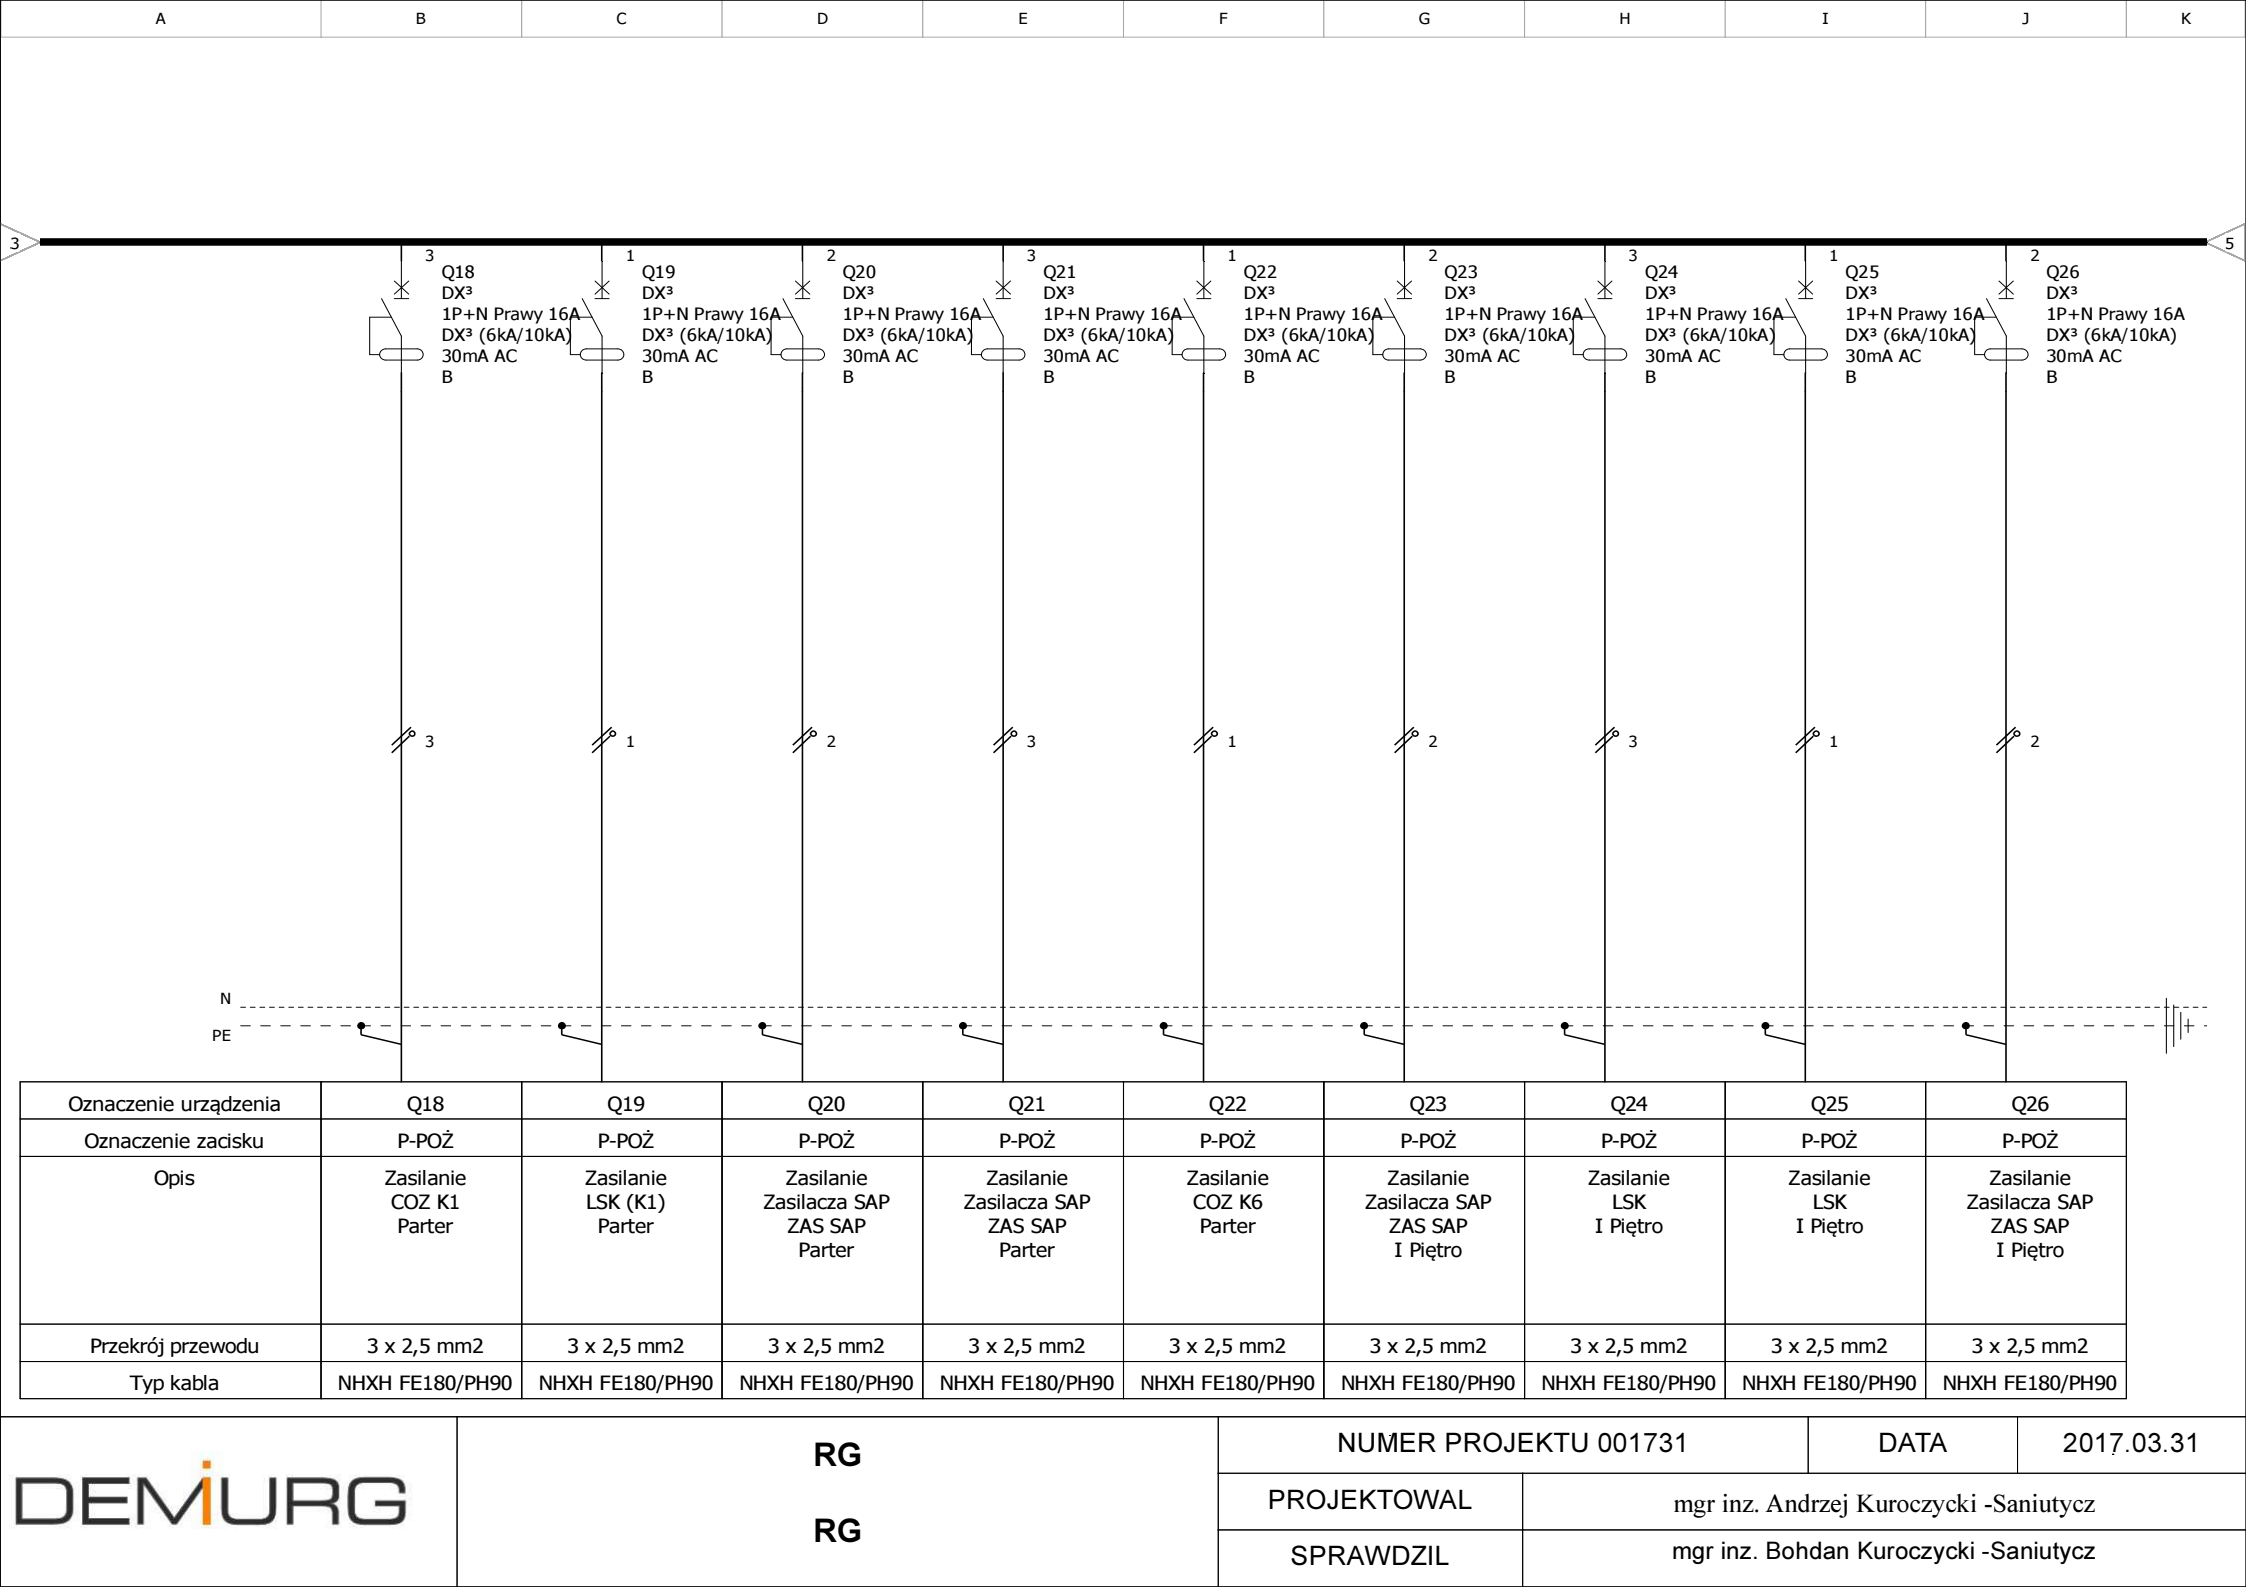 A B C D E F G H I J K
3 5
3 1 2 3 1 2 3 1 2
Q18 Q19 Q20 Q21 Q22 Q23 Q24 Q25 Q26
DX³ DX³ DX³ DX³ DX³ DX³ DX³ DX³ DX³
1P+N Prawy 16A 1P+N Prawy 16A 1P+N Prawy 16A 1P+N Prawy 16A 1P+N Prawy 16A 1P+N Prawy 16A 1P+N Prawy 16A 1P+N Prawy 16A 1P+N Prawy 16A
DX³ (6kA/10kA) DX³ (6kA/10kA) DX³ (6kA/10kA) DX³ (6kA/10kA) DX³ (6kA/10kA) DX³ (6kA/10kA) DX³ (6kA/10kA) DX³ (6kA/10kA) DX³ (6kA/10kA)
30mA AC 30mA AC 30mA AC 30mA AC 30mA AC 30mA AC 30mA AC 30mA AC 30mA AC
B B B B B B B B B
3 1 2 3 1 2 3 1 2
N
PE
Oznaczenie urządzenia Q18 Q19 Q20 Q21 Q22 Q23 Q24 Q25 Q26
Oznaczenie zacisku P-POŻ P-POŻ P-POŻ P-POŻ P-POŻ P-POŻ P-POŻ P-POŻ P-POŻ
Opis Zasilanie Zasilanie Zasilanie Zasilanie Zasilanie Zasilanie Zasilanie Zasilanie Zasilanie
COZ K1 LSK (K1) Zasilacza SAP Zasilacza SAP COZ K6 Zasilacza SAP LSK LSK Zasilacza SAP
Parter Parter ZAS SAP ZAS SAP Parter ZAS SAP I Piętro I Piętro ZAS SAP
Parter Parter I Piętro I Piętro
Przekrój przewodu 3 x 2,5 mm2 3 x 2,5 mm2 3 x 2,5 mm2 3 x 2,5 mm2 3 x 2,5 mm2 3 x 2,5 mm2 3 x 2,5 mm2 3 x 2,5 mm2 3 x 2,5 mm2
Typ kabla NHXH FE180/PH90 NHXH FE180/PH90 NHXH FE180/PH90 NHXH FE180/PH90 NHXH FE180/PH90 NHXH FE180/PH90 NHXH FE180/PH90 NHXH FE180/PH90 NHXH FE180/PH90
DEMiURG
RG
RG
NUMER PROJEKTU 001731 DATA 2017.03.31
PROJEKTOWAL mgr inz. Andrzej Kuroczycki -Saniutycz
SPRAWDZIL mgr inz. Bohdan Kuroczycki -Saniutycz